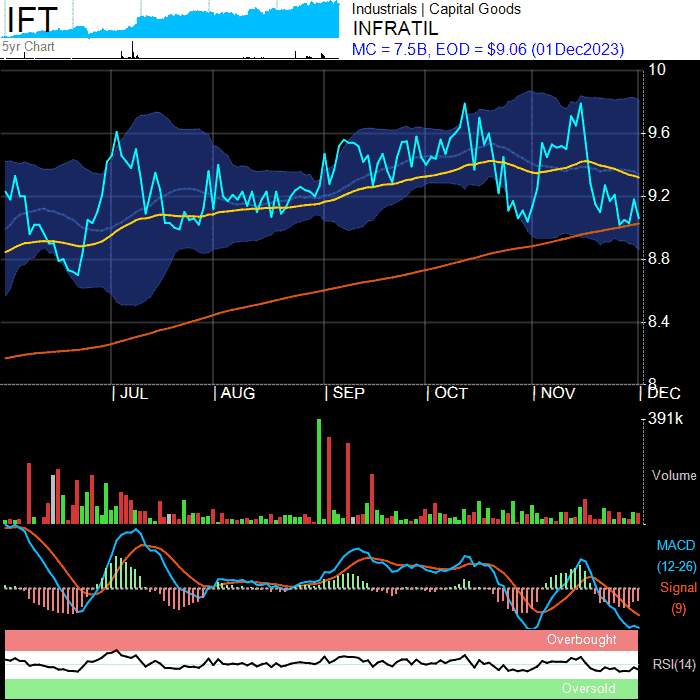 IFT
5yr Chart
Industrials | Capital Goods
INFRATIL
MC = 7.5B, EOD = $9.06 (01Dec2023)
10
9.6
9.2
8.8
8.4
8
JUL AUG SEP OCT NOV DEC
391k
Volume
MACD
(12-26)
Signal
(9)
Overbought
RSI(14)
Oversold